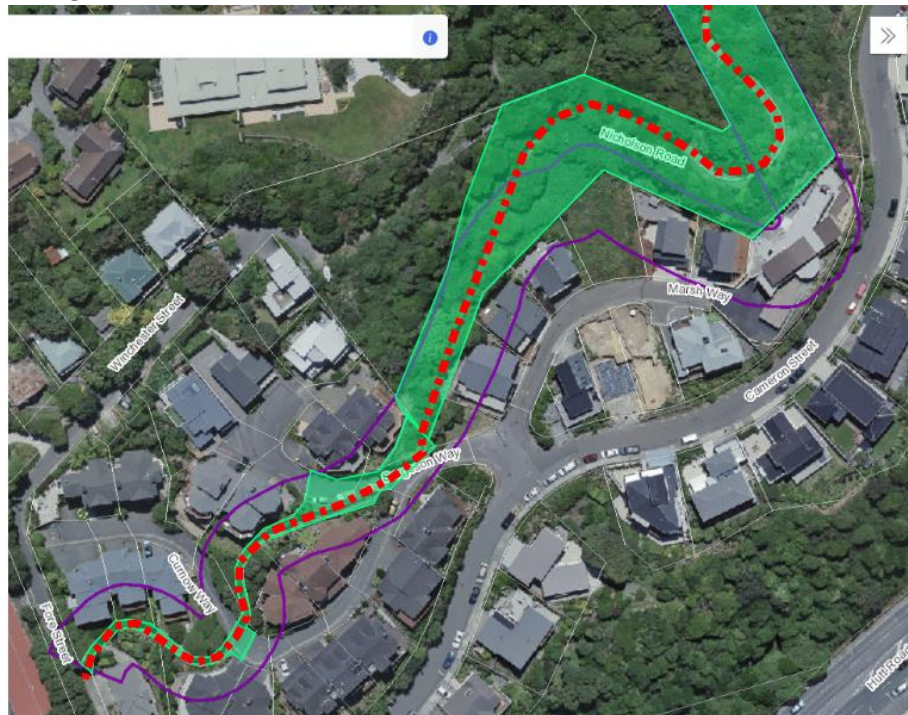 Nicholson Road
Marsh Way
Winchester Street
Cameron Street
Curnow Way
Fore Street
Hutt Road